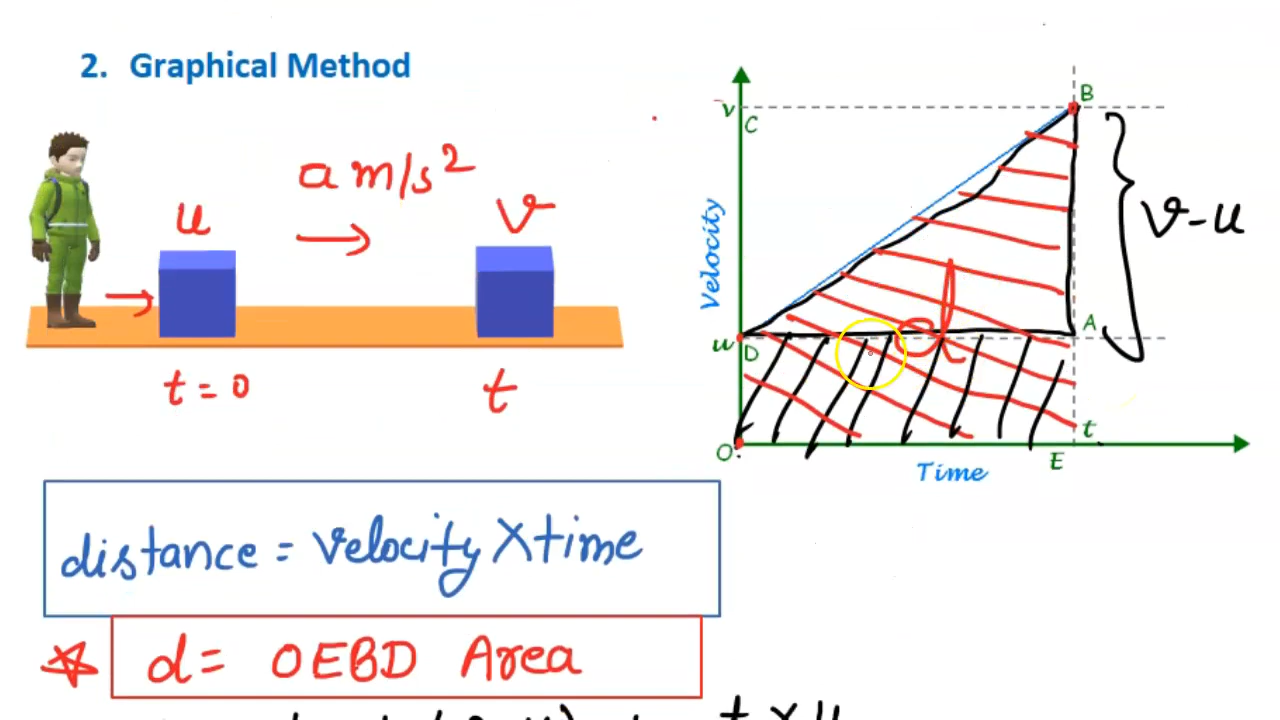 2. Graphical Method
a m/s²
u
v
t = 0
t
v
C
B
Velocity
v - u
d
u
D
A
t
O
E
Time
distance = velocity X time
d = OEBD Area
t x u